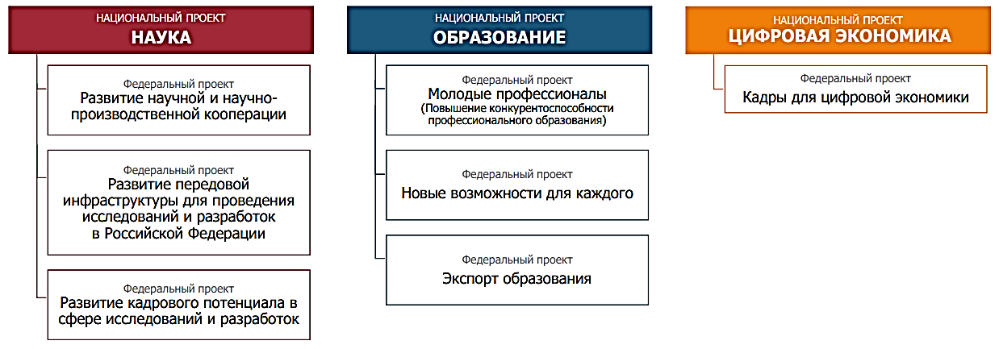 НАЦИОНАЛЬНЫЙ ПРОЕКТ
НАУКА
Федеральный проект
Развитие научной и научно-
производственной кооперации
Федеральный проект
Развитие передовой
инфраструктуры для проведения
исследований и разработок
в Российской Федерации
Федеральный проект
Развитие кадрового потенциала в
сфере исследований и разработок
НАЦИОНАЛЬНЫЙ ПРОЕКТ
ОБРАЗОВАНИЕ
Федеральный проект
Молодые профессионалы
(Повышение конкурентоспособности
профессионального образования)
Федеральный проект
Новые возможности для каждого
Федеральный проект
Экспорт образования
НАЦИОНАЛЬНЫЙ ПРОЕКТ
ЦИФРОВАЯ ЭКОНОМИКА
Федеральный проект
Кадры для цифровой экономики